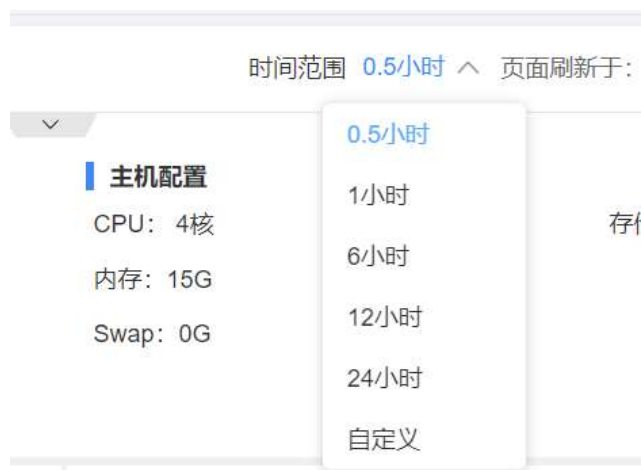 时间范围 0.5小时 页面刷新于：
0.5小时
主机配置
1小时
CPU： 4核
6小时
内存：15G
12小时
Swap：0G
24小时
自定义